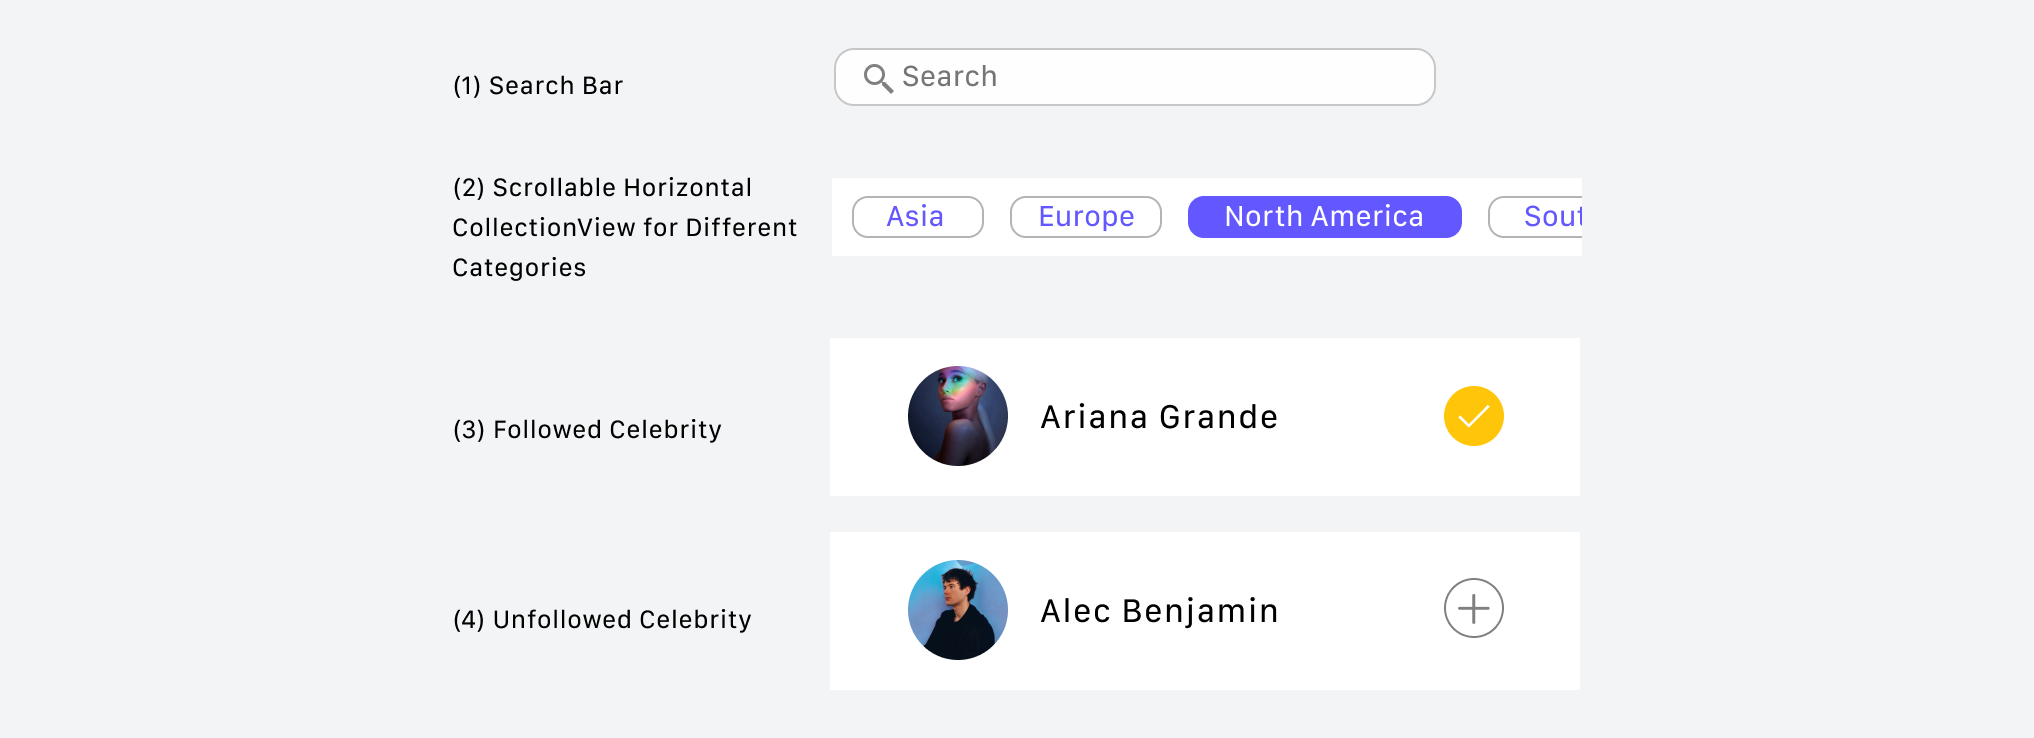 (1) Search Bar
Search
(2) Scrollable Horizontal
CollectionView for Different
Categories
Asia
Europe
North America
Sout
(3) Followed Celebrity
Ariana Grande
(4) Unfollowed Celebrity
Alec Benjamin